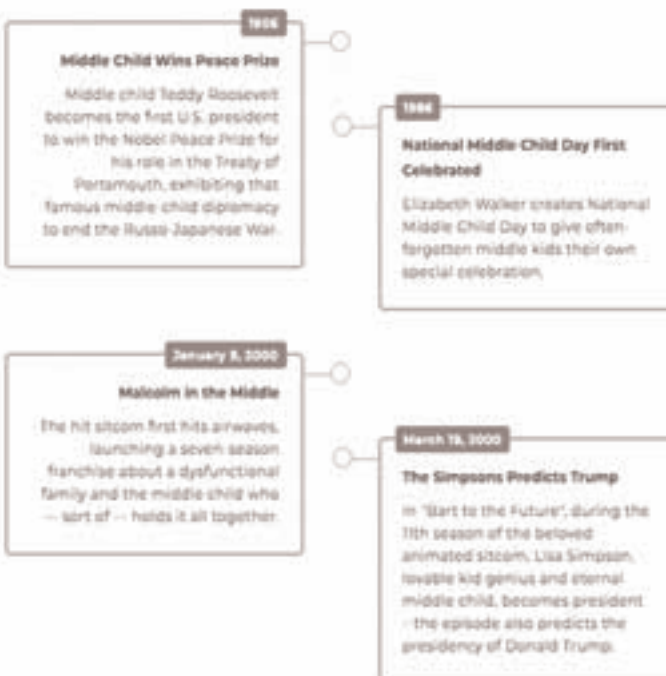 1906
Middle Child Wins Peace Prize
Middle child Teddy Roosevelt
becomes the first U.S. president
to win the Nobel Peace Prize for
his role in the Treaty of
Portsmouth, exhibiting that
famous middle child diplomacy
to end the Russo-Japanese War.
1986
National Middle Child Day First
Celebrated
Elizabeth Walker creates National
Middle Child Day to give often-
forgotten middle kids their own
special celebration.
January 9, 2000
Malcolm in the Middle
The hit sitcom first hits airwaves,
launching a seven season
franchise about a dysfunctional
family and the middle child who
-- sort of -- holds it all together.
March 19, 2000
The Simpsons Predicts Trump
In "Bart to the Future", during the
11th season of the beloved
animated sitcom, Lisa Simpson,
lovable kid genius and eternal
middle child, becomes president
- the episode also predicts the
presidency of Donald Trump.